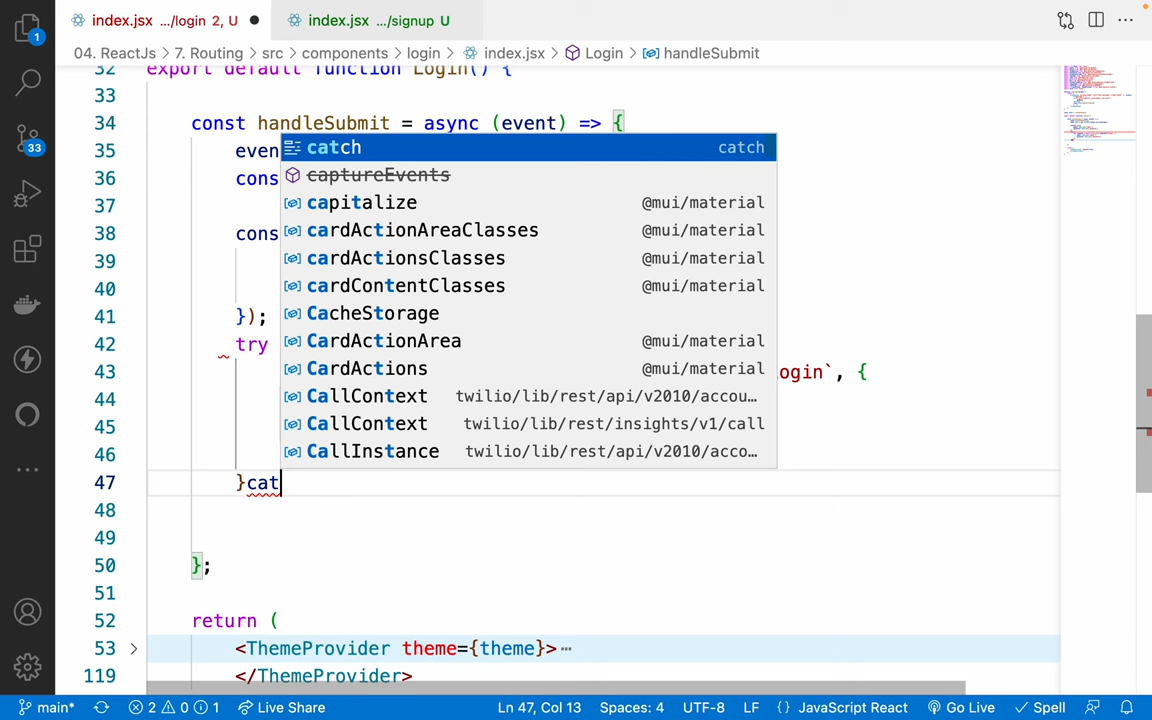 index.jsx .../login 2, U
index.jsx .../signup U
04. ReactJs > 7. Routing > src > components > login > index.jsx > Login > handleSubmit
1
33
32 export default function Login() {
33
34 const handleSubmit = async (event) => {
35 even
36 cons
37
38 cons
39
40
41 });
42 try
43 ogin`, {
44
45
46
47 }cat
48
49
50 };
51
52 return (
53 <ThemeProvider theme={theme}>
119 </ThemeProvider>
catch catch
captureEvents
capitalize @mui/material
cardActionAreaClasses @mui/material
cardActionsClasses @mui/material
cardContentClasses @mui/material
CacheStorage
CardActionArea @mui/material
CardActions @mui/material
CallContext twilio/lib/rest/api/v2010/accou...
CallContext twilio/lib/rest/insights/v1/call
CallInstance twilio/lib/rest/api/v2010/acco...
main* 2 0 1 Live Share Ln 47, Col 13 Spaces: 4 UTF-8 LF {} JavaScript React Go Live Spell